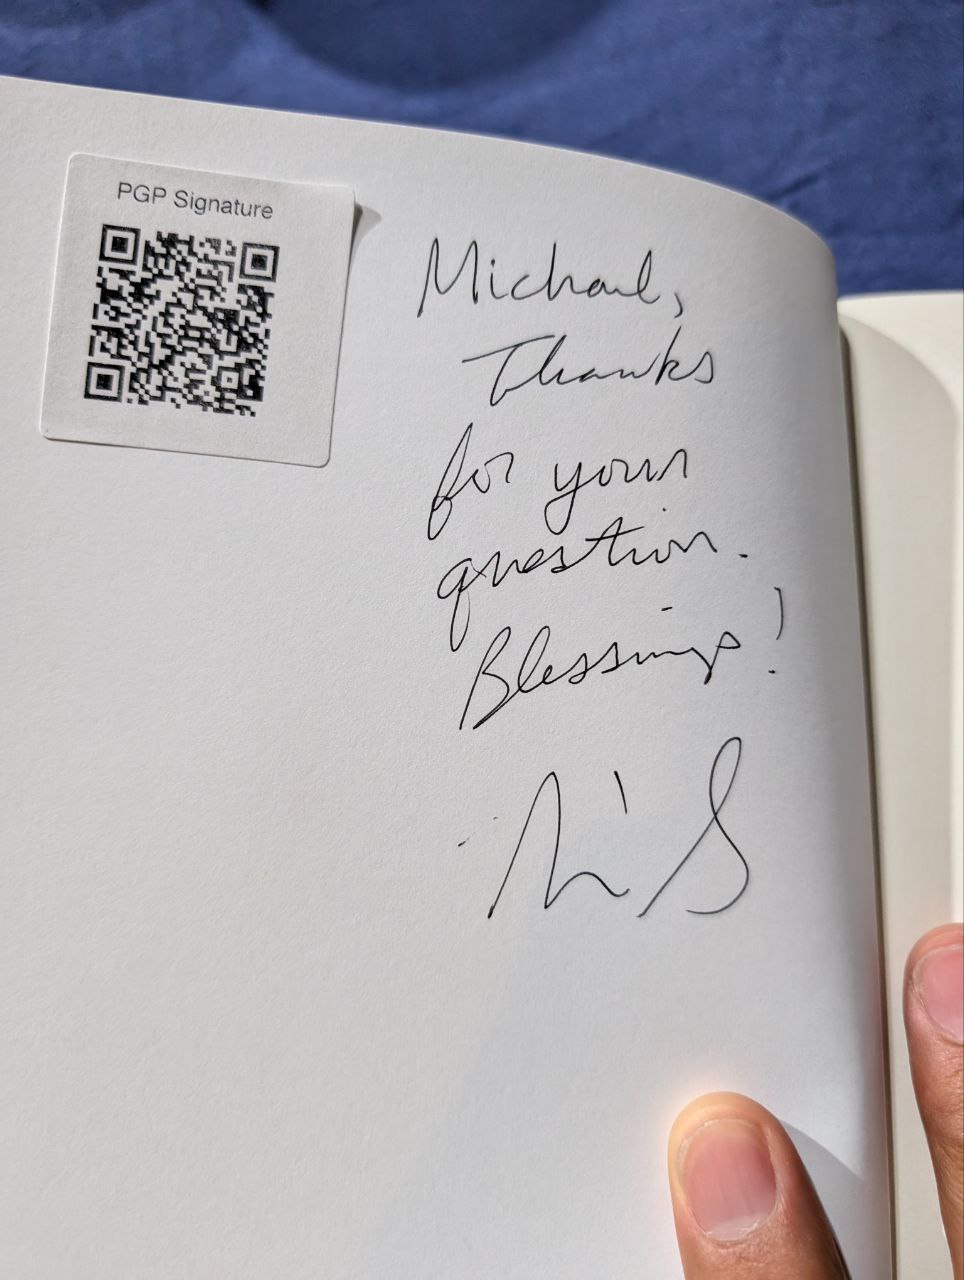 PGP Signature
Michael,
Thanks
for your
question.
Blessings!